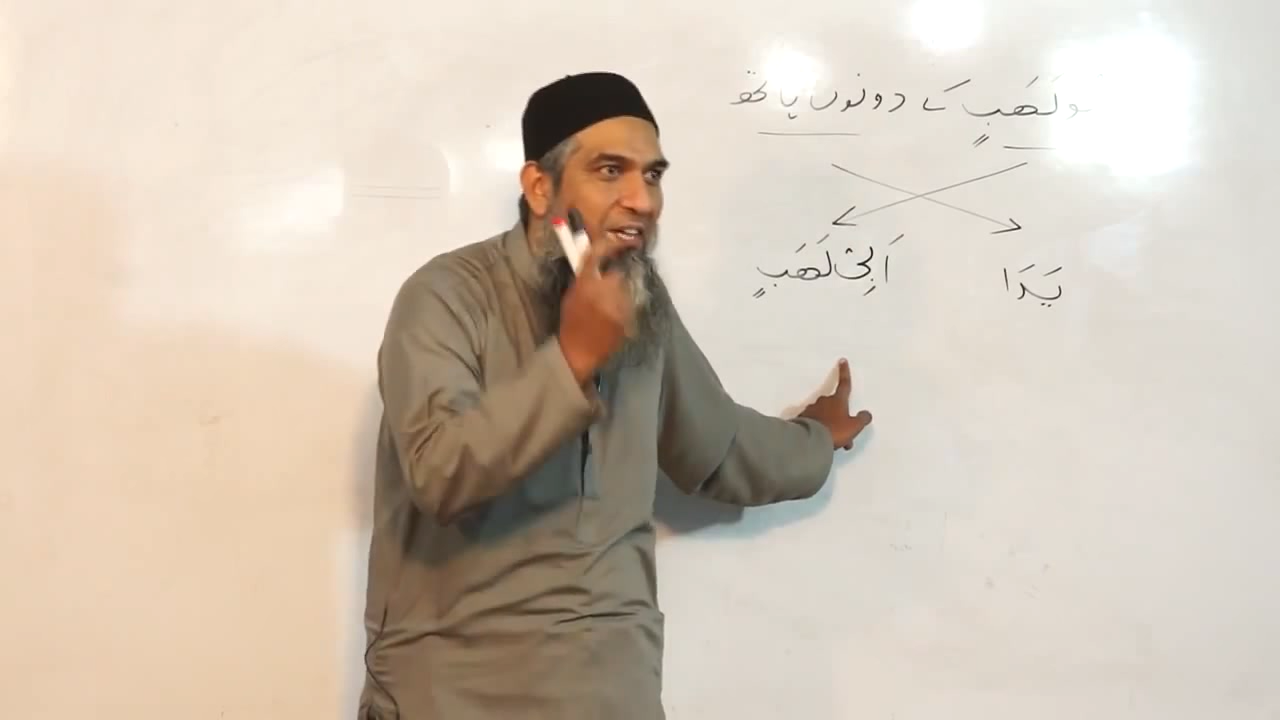 و لَهَبٍ کے دونوں ہاتھ
يَدَا اَبِىْ لَهَبٍ